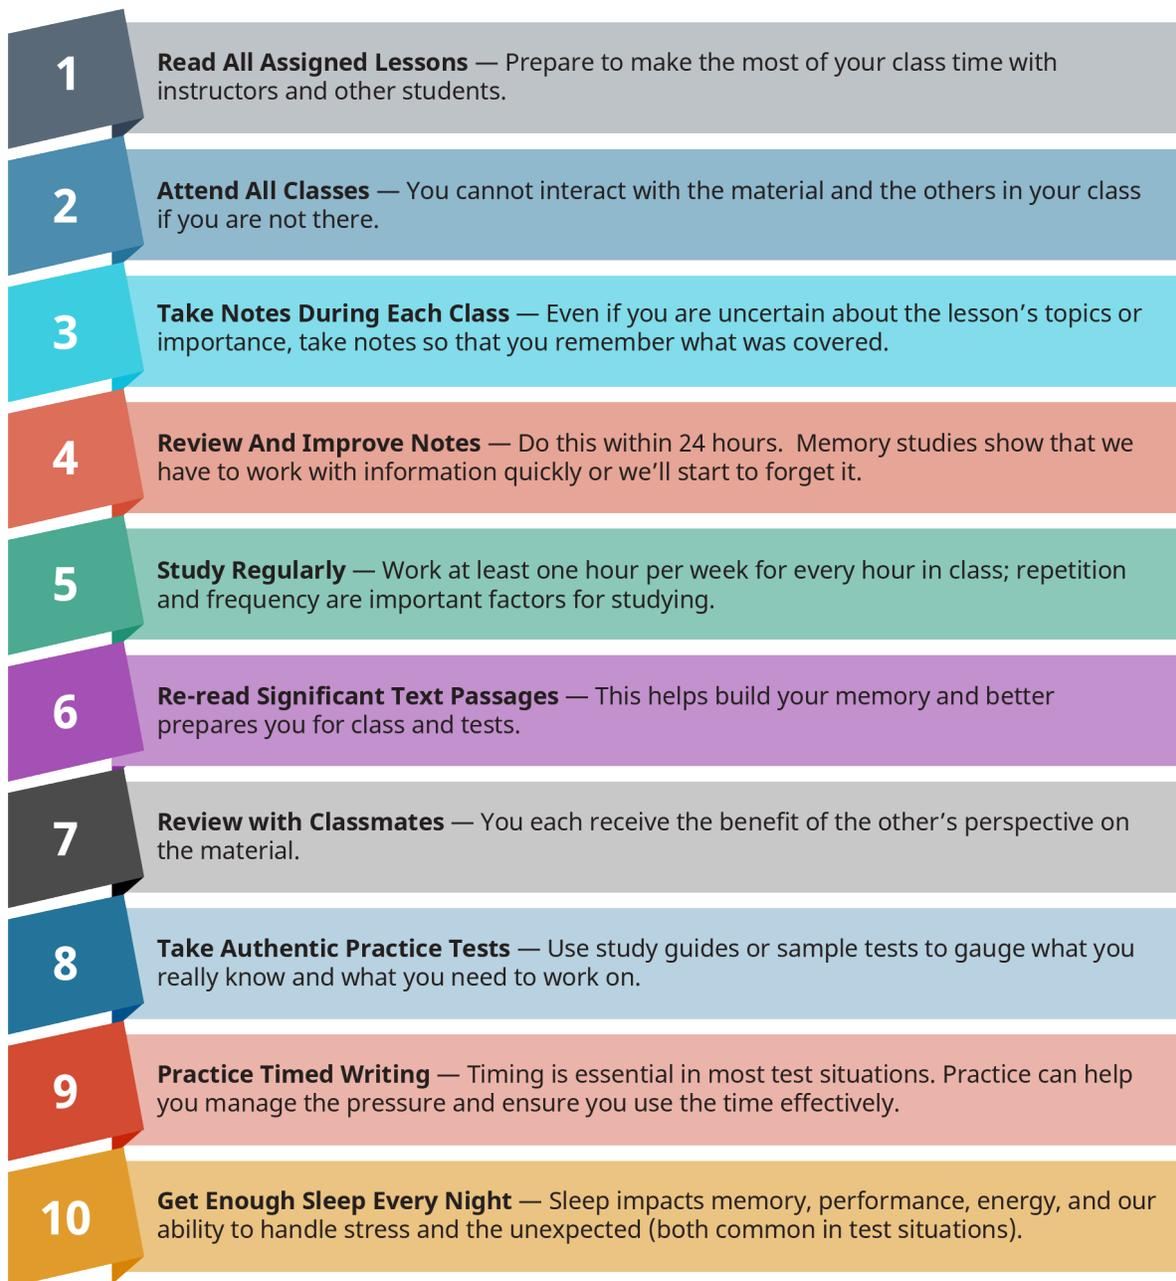 1
Read All Assigned Lessons — Prepare to make the most of your class time with
instructors and other students.
2
Attend All Classes — You cannot interact with the material and the others in your class
if you are not there.
3
Take Notes During Each Class — Even if you are uncertain about the lesson’s topics or
importance, take notes so that you remember what was covered.
4
Review And Improve Notes — Do this within 24 hours.  Memory studies show that we
have to work with information quickly or we’ll start to forget it.
5
Study Regularly — Work at least one hour per week for every hour in class; repetition
and frequency are important factors for studying.
6
Re-read Significant Text Passages — This helps build your memory and better
prepares you for class and tests.
7
Review with Classmates — You each receive the benefit of the other’s perspective on
the material.
8
Take Authentic Practice Tests — Use study guides or sample tests to gauge what you
really know and what you need to work on.
9
Practice Timed Writing — Timing is essential in most test situations. Practice can help
you manage the pressure and ensure you use the time effectively.
10
Get Enough Sleep Every Night — Sleep impacts memory, performance, energy, and our
ability to handle stress and the unexpected (both common in test situations).